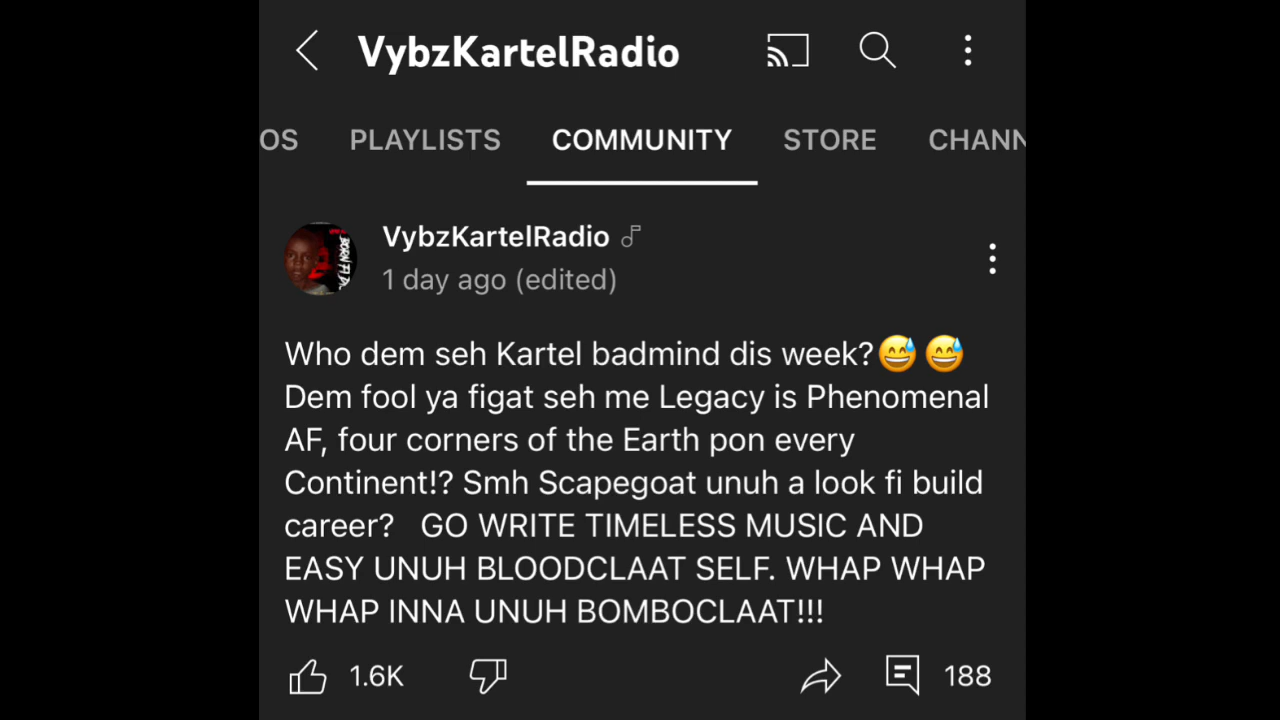 VybzKartelRadio
OS PLAYLISTS COMMUNITY STORE CHANN
VybzKartelRadio
1 day ago (edited)
Who dem seh Kartel badmind dis week?😅😅
Dem fool ya figat seh me Legacy is Phenomenal
AF, four corners of the Earth pon every
Continent!? Smh Scapegoat unuh a look fi build
career? GO WRITE TIMELESS MUSIC AND
EASY UNUH BLOODCLAAT SELF. WHAP WHAP
WHAP INNA UNUH BOMBOCLAAT!!!
1.6K 188